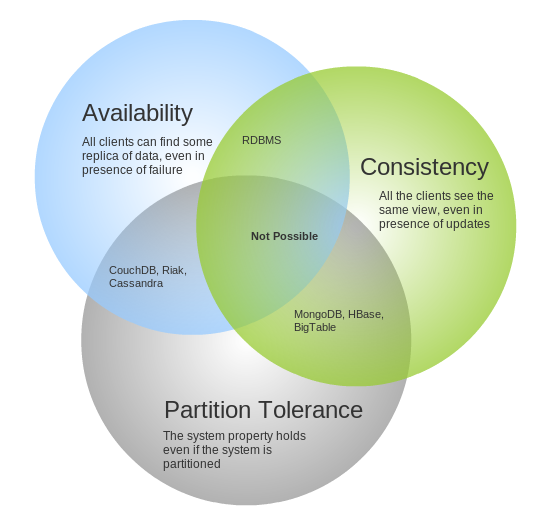 Availability
All clients can find some
replica of data, even in
presence of failure
RDBMS
Consistency
All the clients see the
same view, even in
presence of updates
Not Possible
CouchDB, Riak,
Cassandra
MongoDB, HBase,
BigTable
Partition Tolerance
The system property holds
even if the system is
partitioned